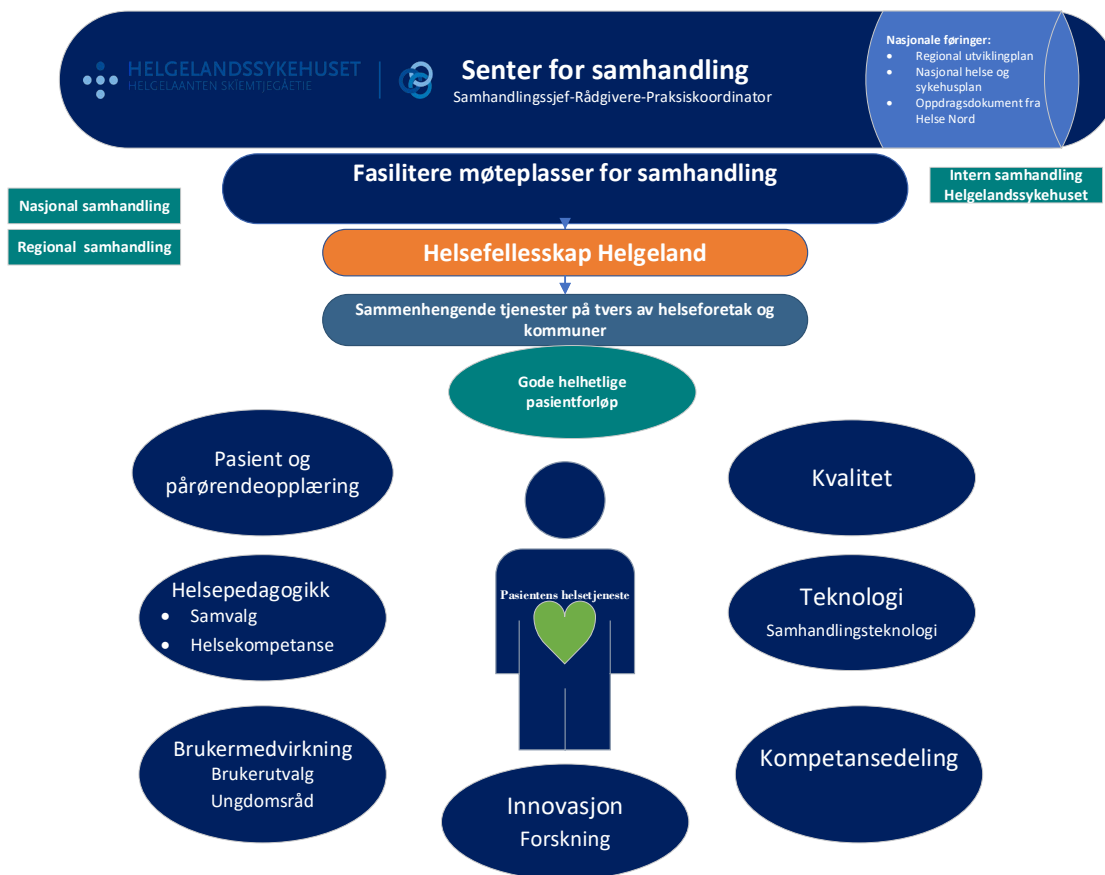 HELGELANDSSYKEHUSET
HELGELAANTEN SKÏEMTJEGÅETIE
Senter for samhandling
Samhandlingssjef-Rådgivere-Praksiskoordinator
Nasjonale føringer:
• Regional utviklingplan
• Nasjonal helse og
sykehusplan
• Oppdragsdokument fra
Helse Nord
Fasilitere møteplasser for samhandling
Nasjonal samhandling
Regional samhandling
Intern samhandling
Helgelandssykehuset
Helsefellesskap Helgeland
Sammenhengende tjenester på tvers av helseforetak og
kommuner
Gode helhetlige
pasientforløp
Pasient og
pårørendeopplæring
Kvalitet
Helsepedagogikk
• Samvalg
• Helsekompetanse
Pasientens helsetjeneste
Teknologi
Samhandlingsteknologi
Brukermedvirkning
Brukerutvalg
Ungdomsråd
Kompetansedeling
Innovasjon
Forskning